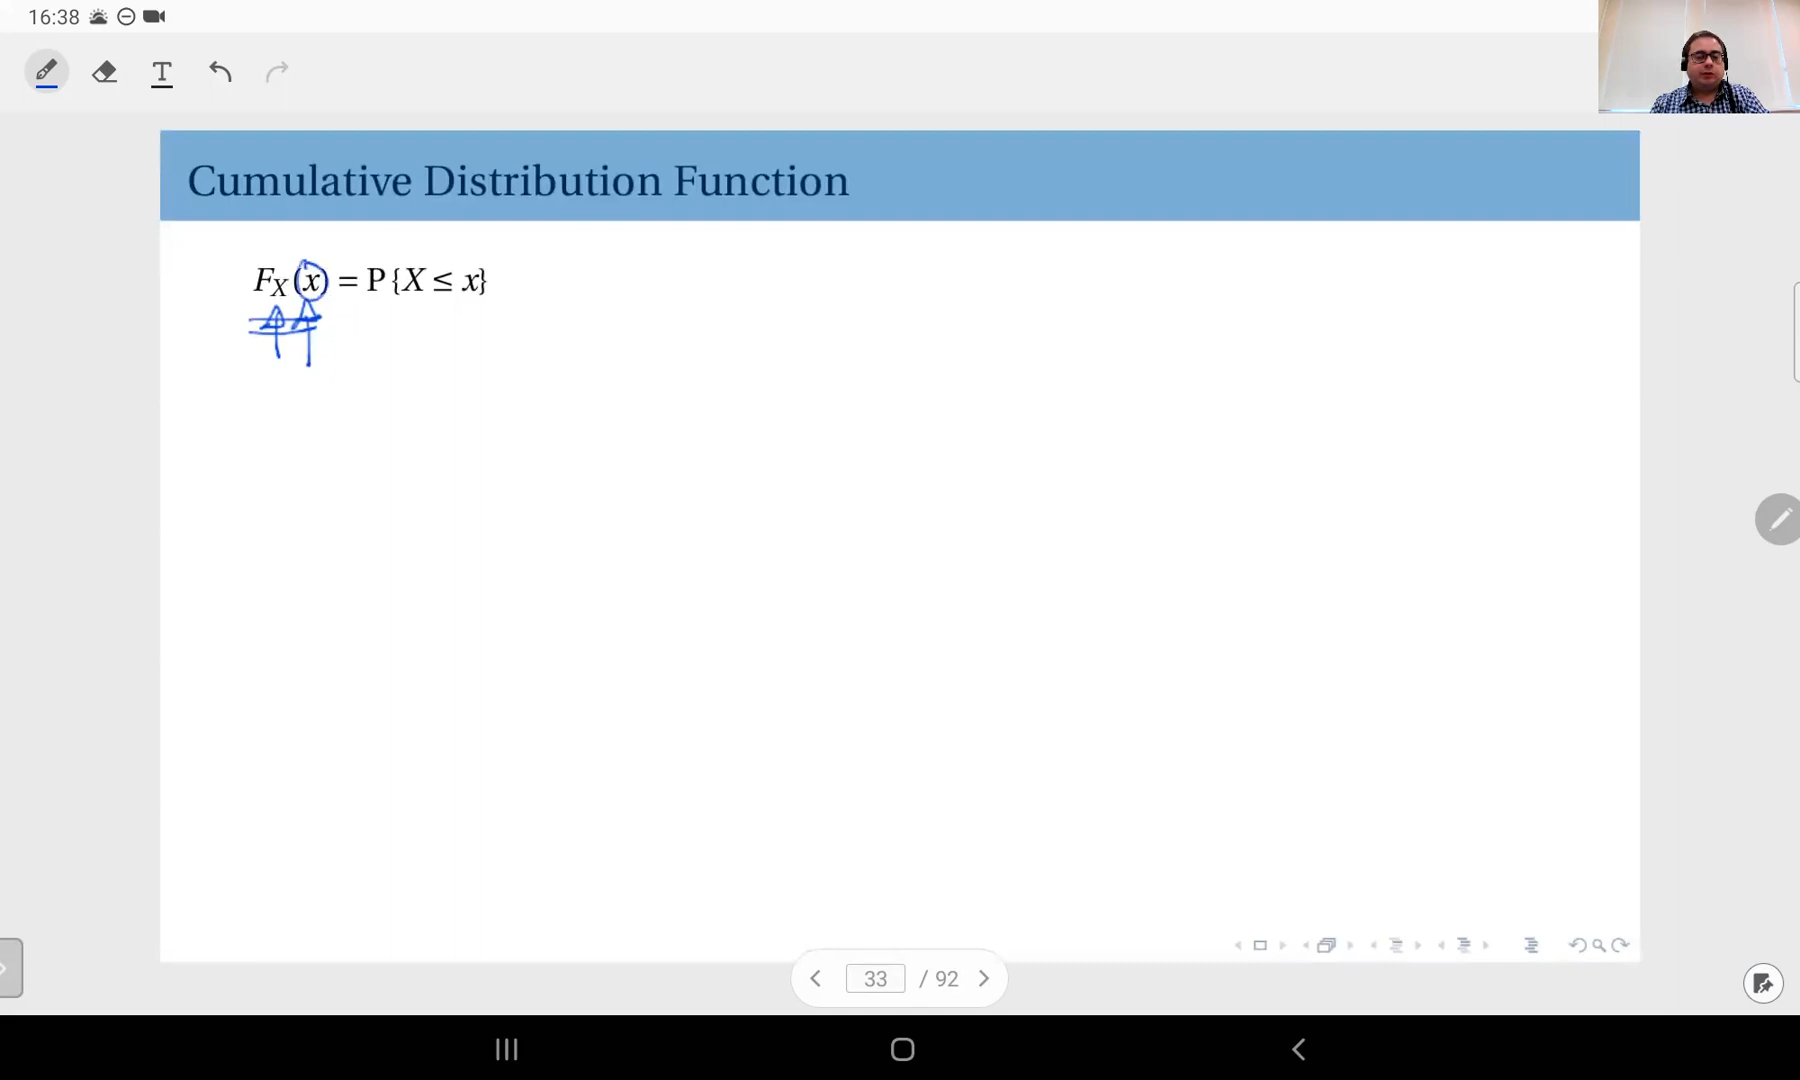 16:38
T
Cumulative Distribution Function
F_X(x) = P{X ≤ x}
33 / 92